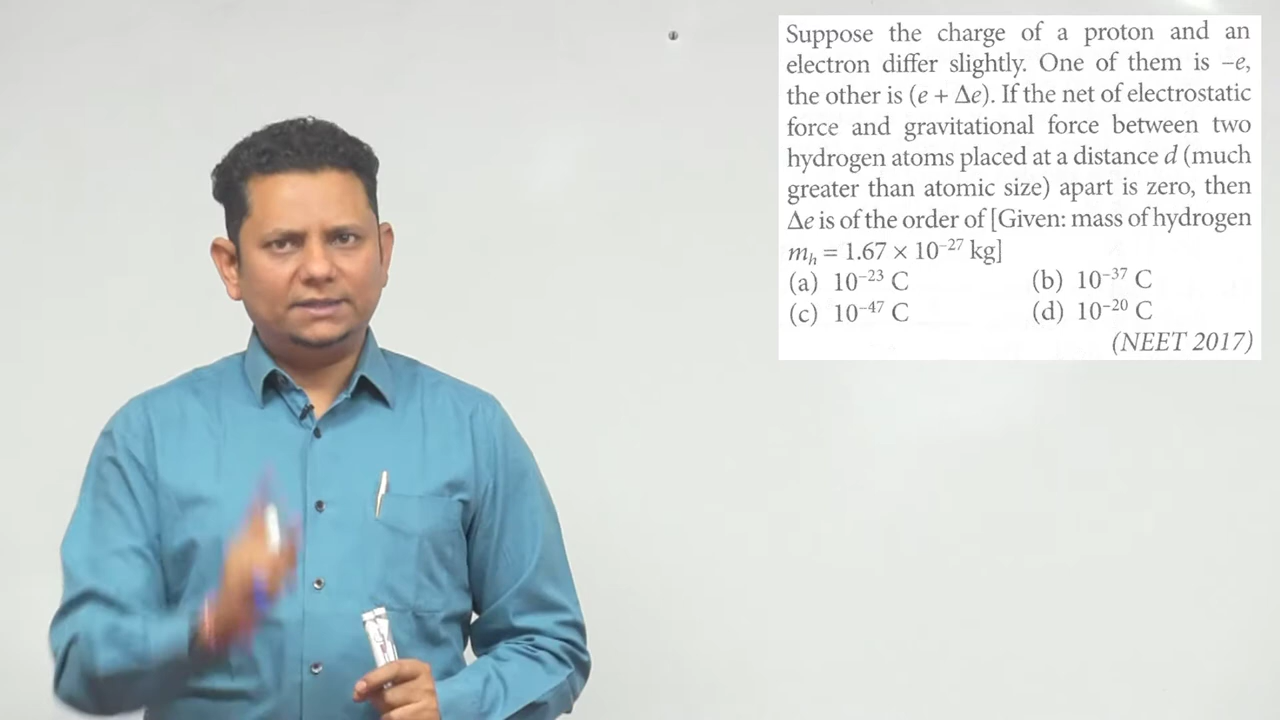 Suppose the charge of a proton and an
electron differ slightly. One of them is –e,
the other is (e + Δe). If the net of electrostatic
force and gravitational force between two
hydrogen atoms placed at a distance d (much
greater than atomic size) apart is zero, then
Δe is of the order of [Given: mass of hydrogen
mₕ = 1.67 × 10⁻²⁷ kg]
(a) 10⁻²³ C (b) 10⁻³⁷ C
(c) 10⁻⁴⁷ C (d) 10⁻²⁰ C
(NEET 2017)